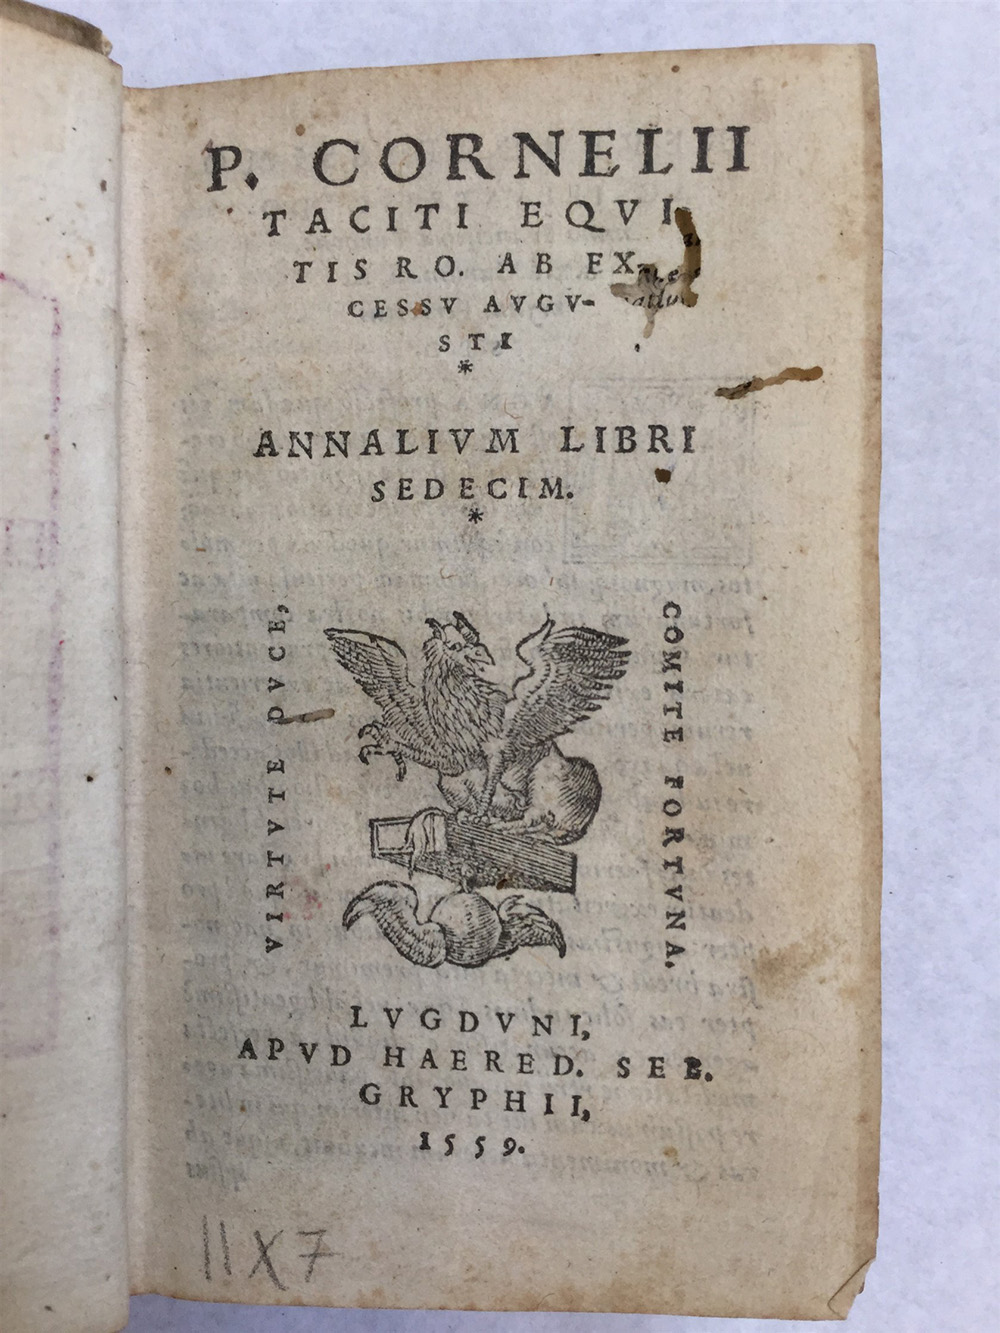 P. CORNELII
TACITI EQVI
TIS RO. AB EX-
CESSV AVGV-
STI
*
ANNALIVM LIBRI
SEDECIM.
*
VIRTVTE DVCE,
COMITE FORTVNA.
LVGDVNI,
APVD HAERED. SEB.
GRYPHII,
1559.
11X7